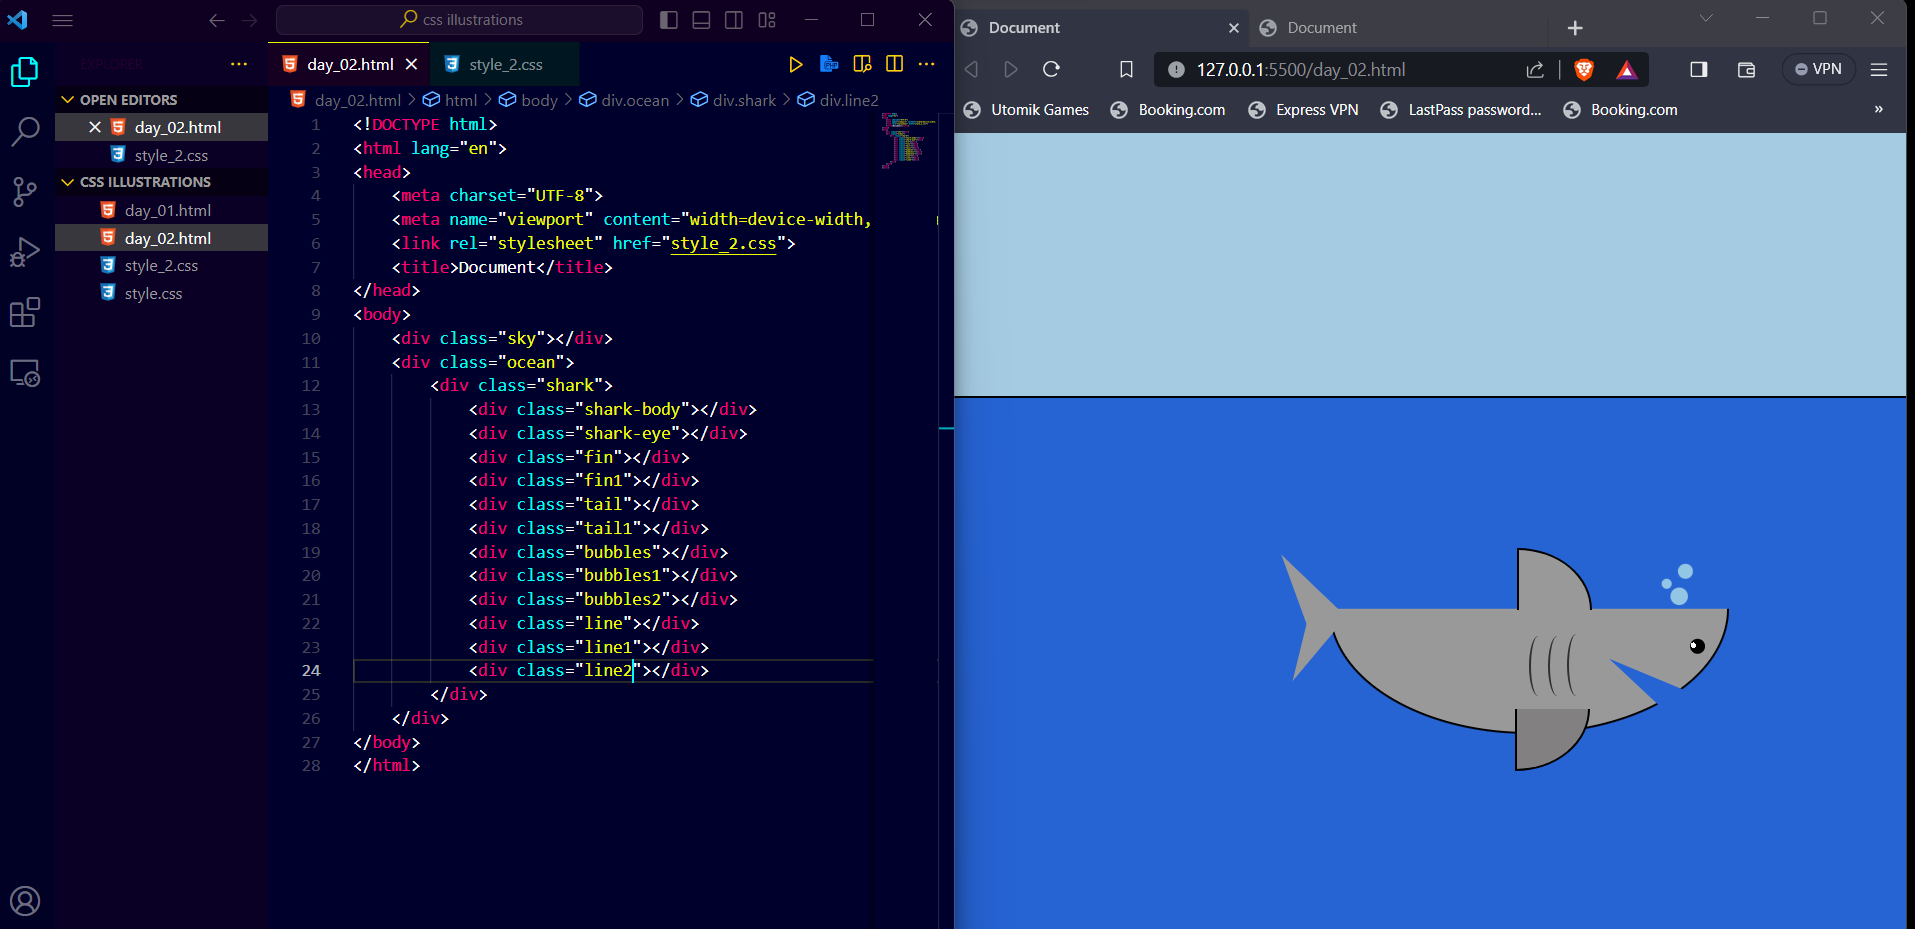 css illustrations
EXPLORER
OPEN EDITORS
day_02.html
style_2.css
CSS ILLUSTRATIONS
day_01.html
day_02.html
style_2.css
style.css
day_02.html
style_2.css
day_02.html > html > body > div.ocean > div.shark > div.line2
1 <!DOCTYPE html>
2 <html lang="en">
3 <head>
4 <meta charset="UTF-8">
5 <meta name="viewport" content="width=device-width,
6 <link rel="stylesheet" href="style_2.css">
7 <title>Document</title>
8 </head>
9 <body>
10 <div class="sky"></div>
11 <div class="ocean">
12 <div class="shark">
13 <div class="shark-body"></div>
14 <div class="shark-eye"></div>
15 <div class="fin"></div>
16 <div class="fin1"></div>
17 <div class="tail"></div>
18 <div class="tail1"></div>
19 <div class="bubbles"></div>
20 <div class="bubbles1"></div>
21 <div class="bubbles2"></div>
22 <div class="line"></div>
23 <div class="line1"></div>
24 <div class="line2"></div>
25 </div>
26 </div>
27 </body>
28 </html>
Document
Document
127.0.0.1:5500/day_02.html
VPN
Utomik Games
Booking.com
Express VPN
LastPass password...
Booking.com
»